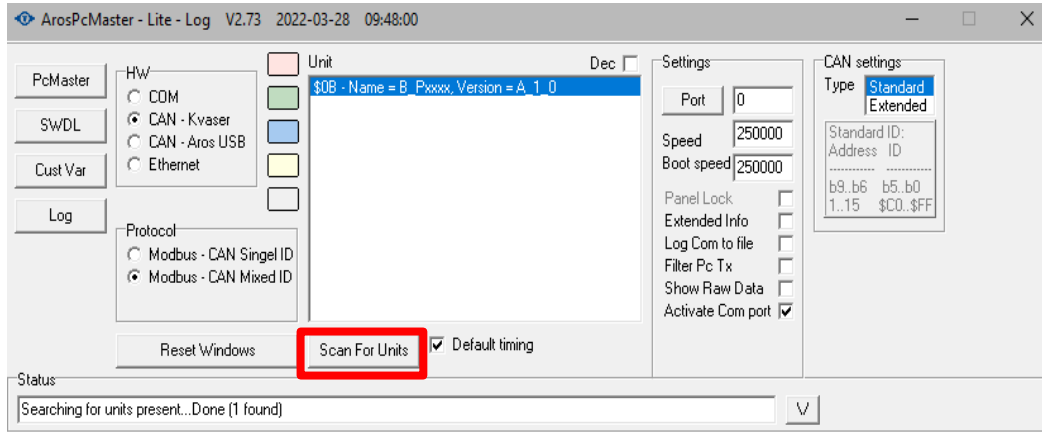 ArosPcMaster - Lite - Log V2.73 2022-03-28 09:48:00
PcMaster
SWDL
Cust Var
Log
HW
COM
CAN - Kvaser
CAN - Aros USB
Ethernet
Protocol
Modbus - CAN Singel ID
Modbus - CAN Mixed ID
Reset Windows
Unit Dec
$0B - Name = B_Pxxxx, Version = A_1_0
Scan For Units
Default timing
Settings
Port 0
Speed 250000
Boot speed 250000
Panel Lock
Extended Info
Log Com to file
Filter Pc Tx
Show Raw Data
Activate Com port
CAN settings
Type Standard
Extended
Standard ID:
Address ID
----------- -----------
b9..b6 b5..b0
1..15 $C0..$FF
Status
Searching for units present...Done (1 found)
V